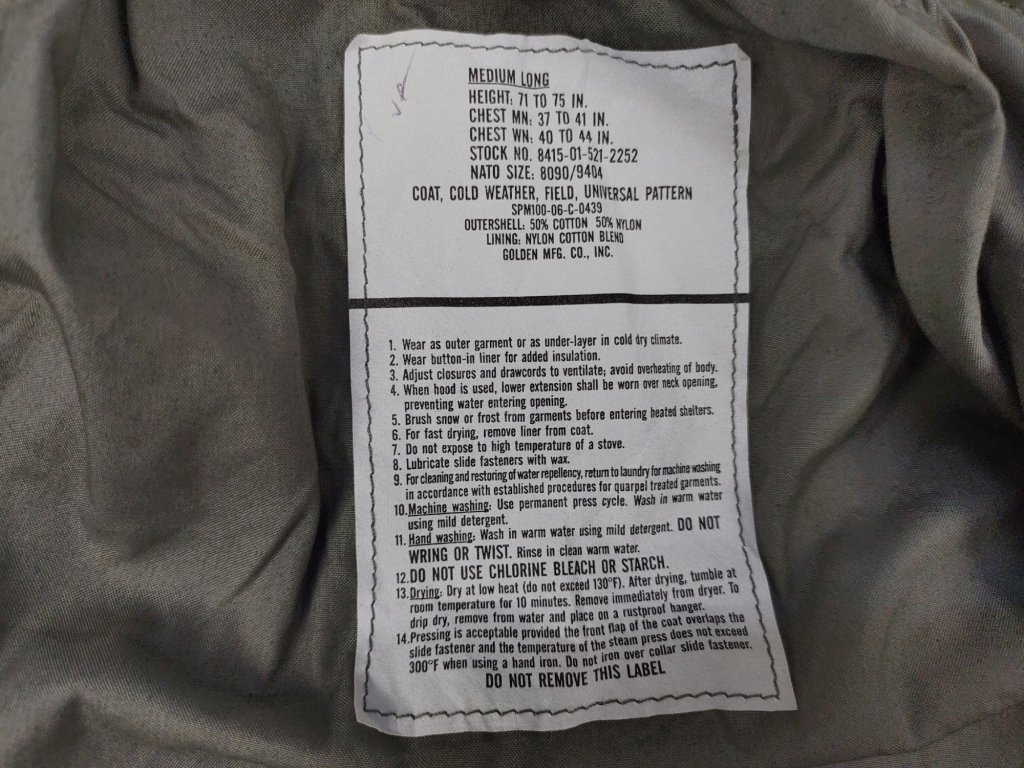 MEDIUM LONG
HEIGHT: 71 TO 75 IN.
CHEST MN: 37 TO 41 IN.
CHEST WN: 40 TO 44 IN.
STOCK NO. 8415-01-521-2252
NATO SIZE: 8090/9404
COAT, COLD WEATHER, FIELD, UNIVERSAL PATTERN
SPM100-06-C-0439
OUTERSHELL: 50% COTTON 50% NYLON
LINING: NYLON COTTON BLEND
GOLDEN MFG. CO., INC.
1. Wear as outer garment or as under-layer in cold dry climate.
2. Wear button-in liner for added insulation.
3. Adjust closures and drawcords to ventilate; avoid overheating of body.
4. When hood is used, lower extension shall be worn over neck opening,
preventing water entering opening.
5. Brush snow or frost from garments before entering heated shelters.
6. For fast drying, remove liner from coat.
7. Do not expose to high temperature of a stove.
8. Lubricate slide fasteners with wax.
9. For cleaning and restoring of water repellency, return to laundry for machine washing
in accordance with established procedures for quarpel treated garments.
10. Machine washing: Use permanent press cycle. Wash in warm water
using mild detergent.
11. Hand washing: Wash in warm water using mild detergent. DO NOT
WRING OR TWIST. Rinse in clean warm water.
12. DO NOT USE CHLORINE BLEACH OR STARCH.
13. Drying: Dry at low heat (do not exceed 130°F). After drying, tumble at
room temperature for 10 minutes. Remove immediately from dryer. To
drip dry, remove from water and place on a rustproof hanger.
14. Pressing is acceptable provided the front flap of the coat overlaps the
slide fastener and the temperature of the steam press does not exceed
300°F when using a hand iron. Do not iron over collar slide fastener.
DO NOT REMOVE THIS LABEL